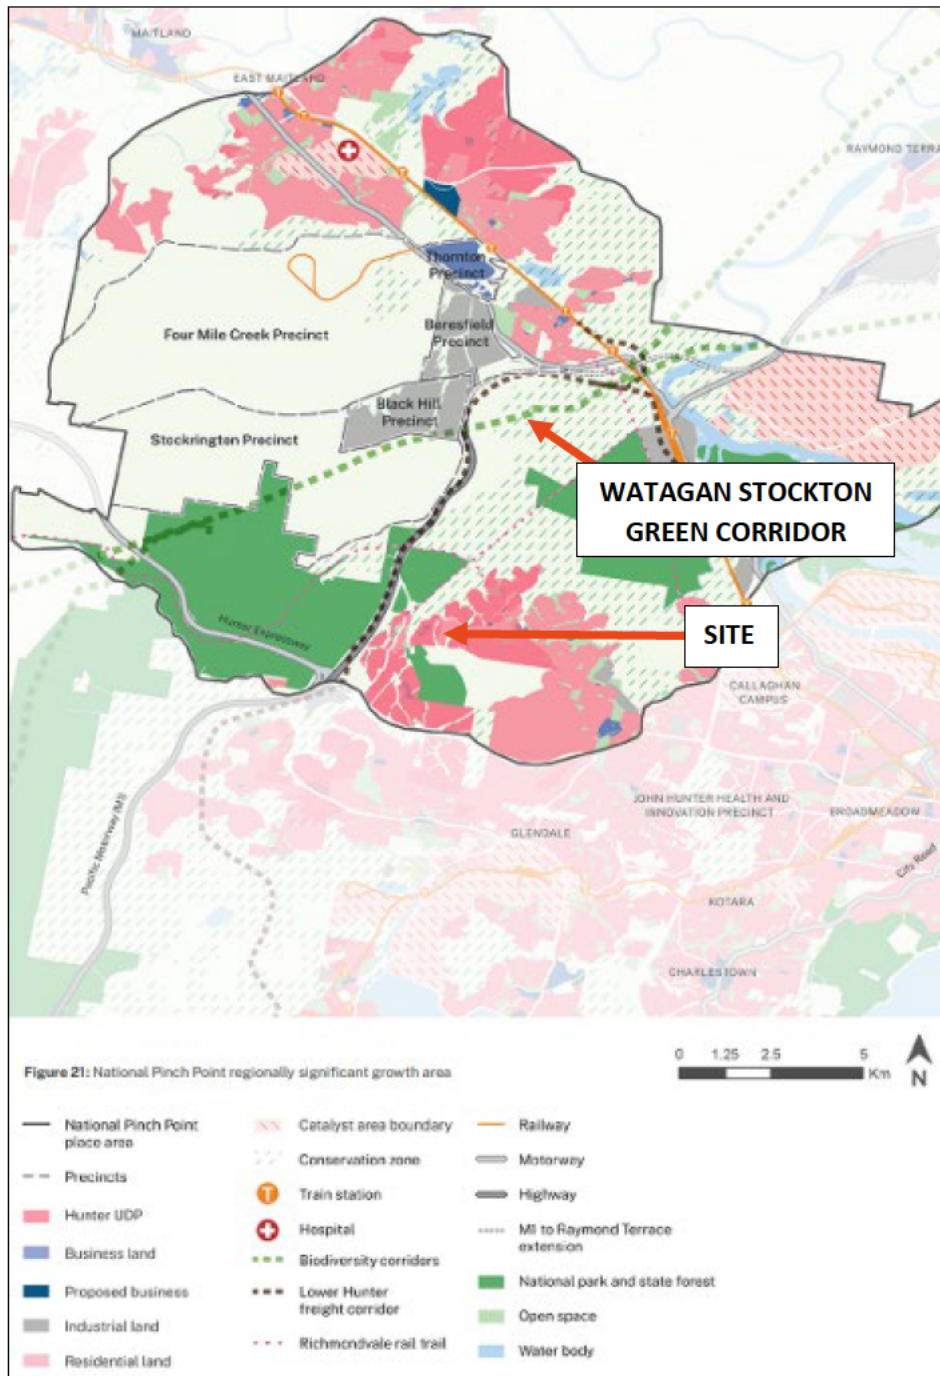 MAITLAND
EAST MAITLAND
RAYMOND TERRA
Thornton
Precinct
Four Mile Creek Precinct
Beresfield
Precinct
Black Hill
Precinct
Stockrington Precinct
WATAGAN STOCKTON
GREEN CORRIDOR
Hunter Expressway
SITE
CALLAGHAN
CAMPUS
Pacific Motorway (M1)
JOHN HUNTER HEALTH AND
INNOVATION PRECINCT
BROADMEADOW
GLENDALE
City Road
KOTARA
CHARLESTOWN
Figure 21: National Pinch Point regionally significant growth area
0 1.25 2.5 5
Km
N
National Pinch Point
place area
Precincts
Hunter UDP
Business land
Proposed business
Industrial land
Residential land
Catalyst area boundary
Conservation zone
T Train station
Hospital
Biodiversity corridors
Lower Hunter
freight corridor
Richmondvale rail trail
Railway
Motorway
Highway
M1 to Raymond Terrace
extension
National park and state forest
Open space
Water body